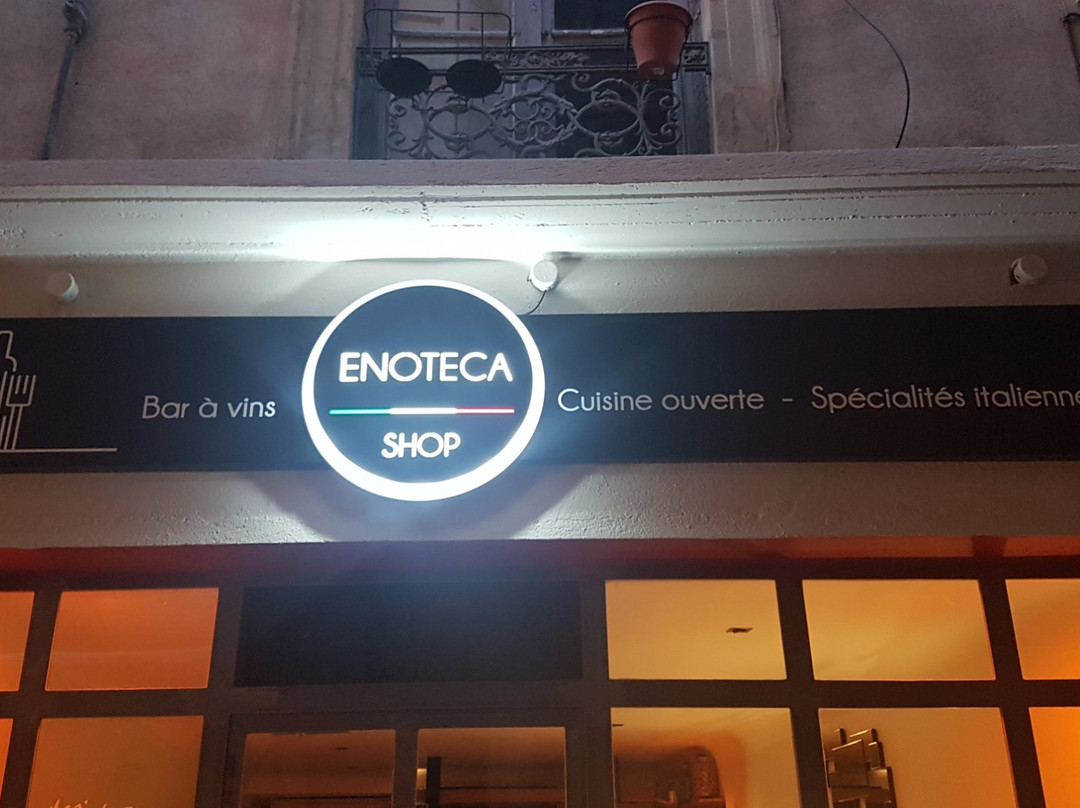 Bar à vins
ENOTECA
SHOP
Cuisine ouverte - Spécialités italienne